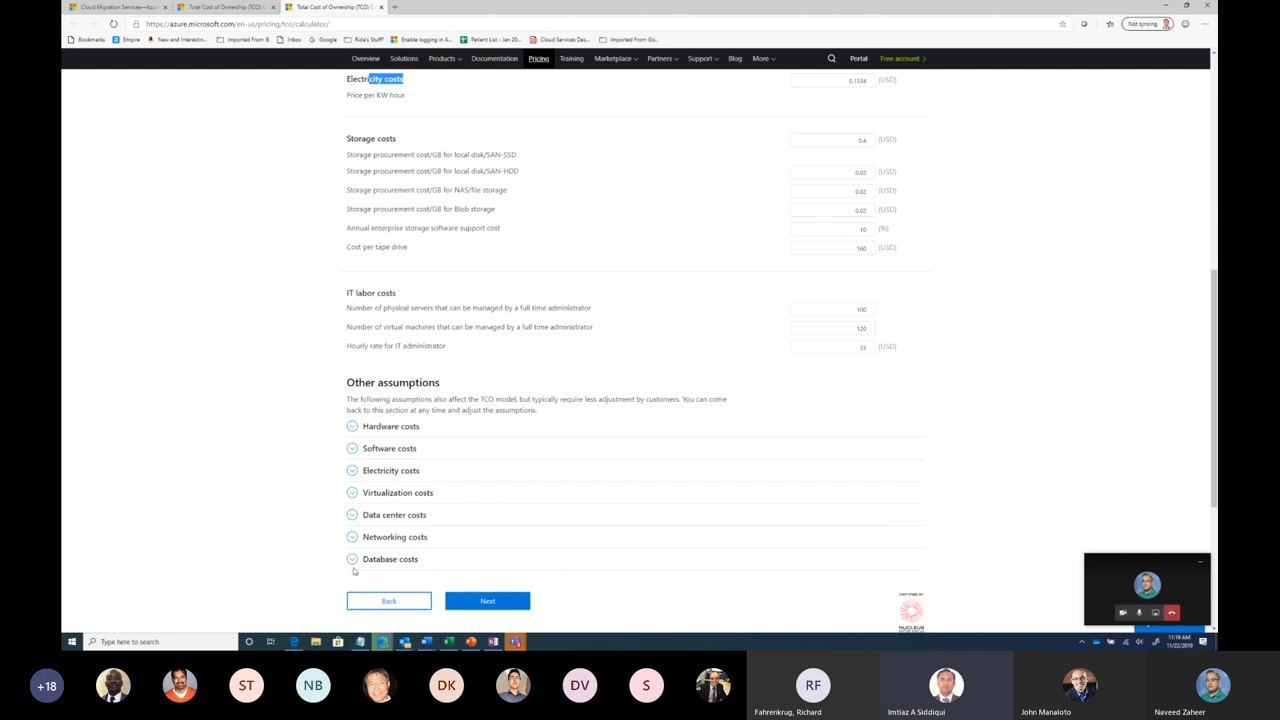 Cloud Migration Services—Azu
Total Cost of Ownership (TCO) C
Total Cost of Ownership (TCO) C
https://azure.microsoft.com/en-us/pricing/tco/calculator/
Not syncing
Bookmarks
Empire
New and Interestin...
Imported From IE
Inbox
Google
Rida's Stuff!
Enable logging in A...
Patient List - Jan 20...
Cloud Services Das...
Imported From Go...
Overview
Solutions
Products
Documentation
Pricing
Training
Marketplace
Partners
Support
Blog
More
Portal
Free account
Electricity costs
0.1334 (USD)
Price per KW hour
Storage costs
0.4 (USD)
Storage procurement cost/GB for local disk/SAN-SSD
Storage procurement cost/GB for local disk/SAN-HDD
0.02 (USD)
Storage procurement cost/GB for NAS/file storage
0.02 (USD)
Storage procurement cost/GB for Blob storage
0.02 (USD)
Annual enterprise storage software support cost
10 (%)
Cost per tape drive
160 (USD)
IT labor costs
Number of physical servers that can be managed by a full time administrator
100
Number of virtual machines that can be managed by a full time administrator
120
Hourly rate for IT administrator
23 (USD)
Other assumptions
The following assumptions also affect the TCO model, but typically require less adjustment by customers. You can come
back to this section at any time and adjust the assumptions.
Hardware costs
Software costs
Electricity costs
Virtualization costs
Data center costs
Networking costs
Database costs
Back
Next
CERTIFIED BY
NUCLEUS
RESEARCH
Type here to search
11:19 AM
11/22/2019
+18
ST
NB
DK
DV
S
RF
Fahrenkrug, Richard
Imtiaz A Siddiqui
John Manaloto
Naveed Zaheer